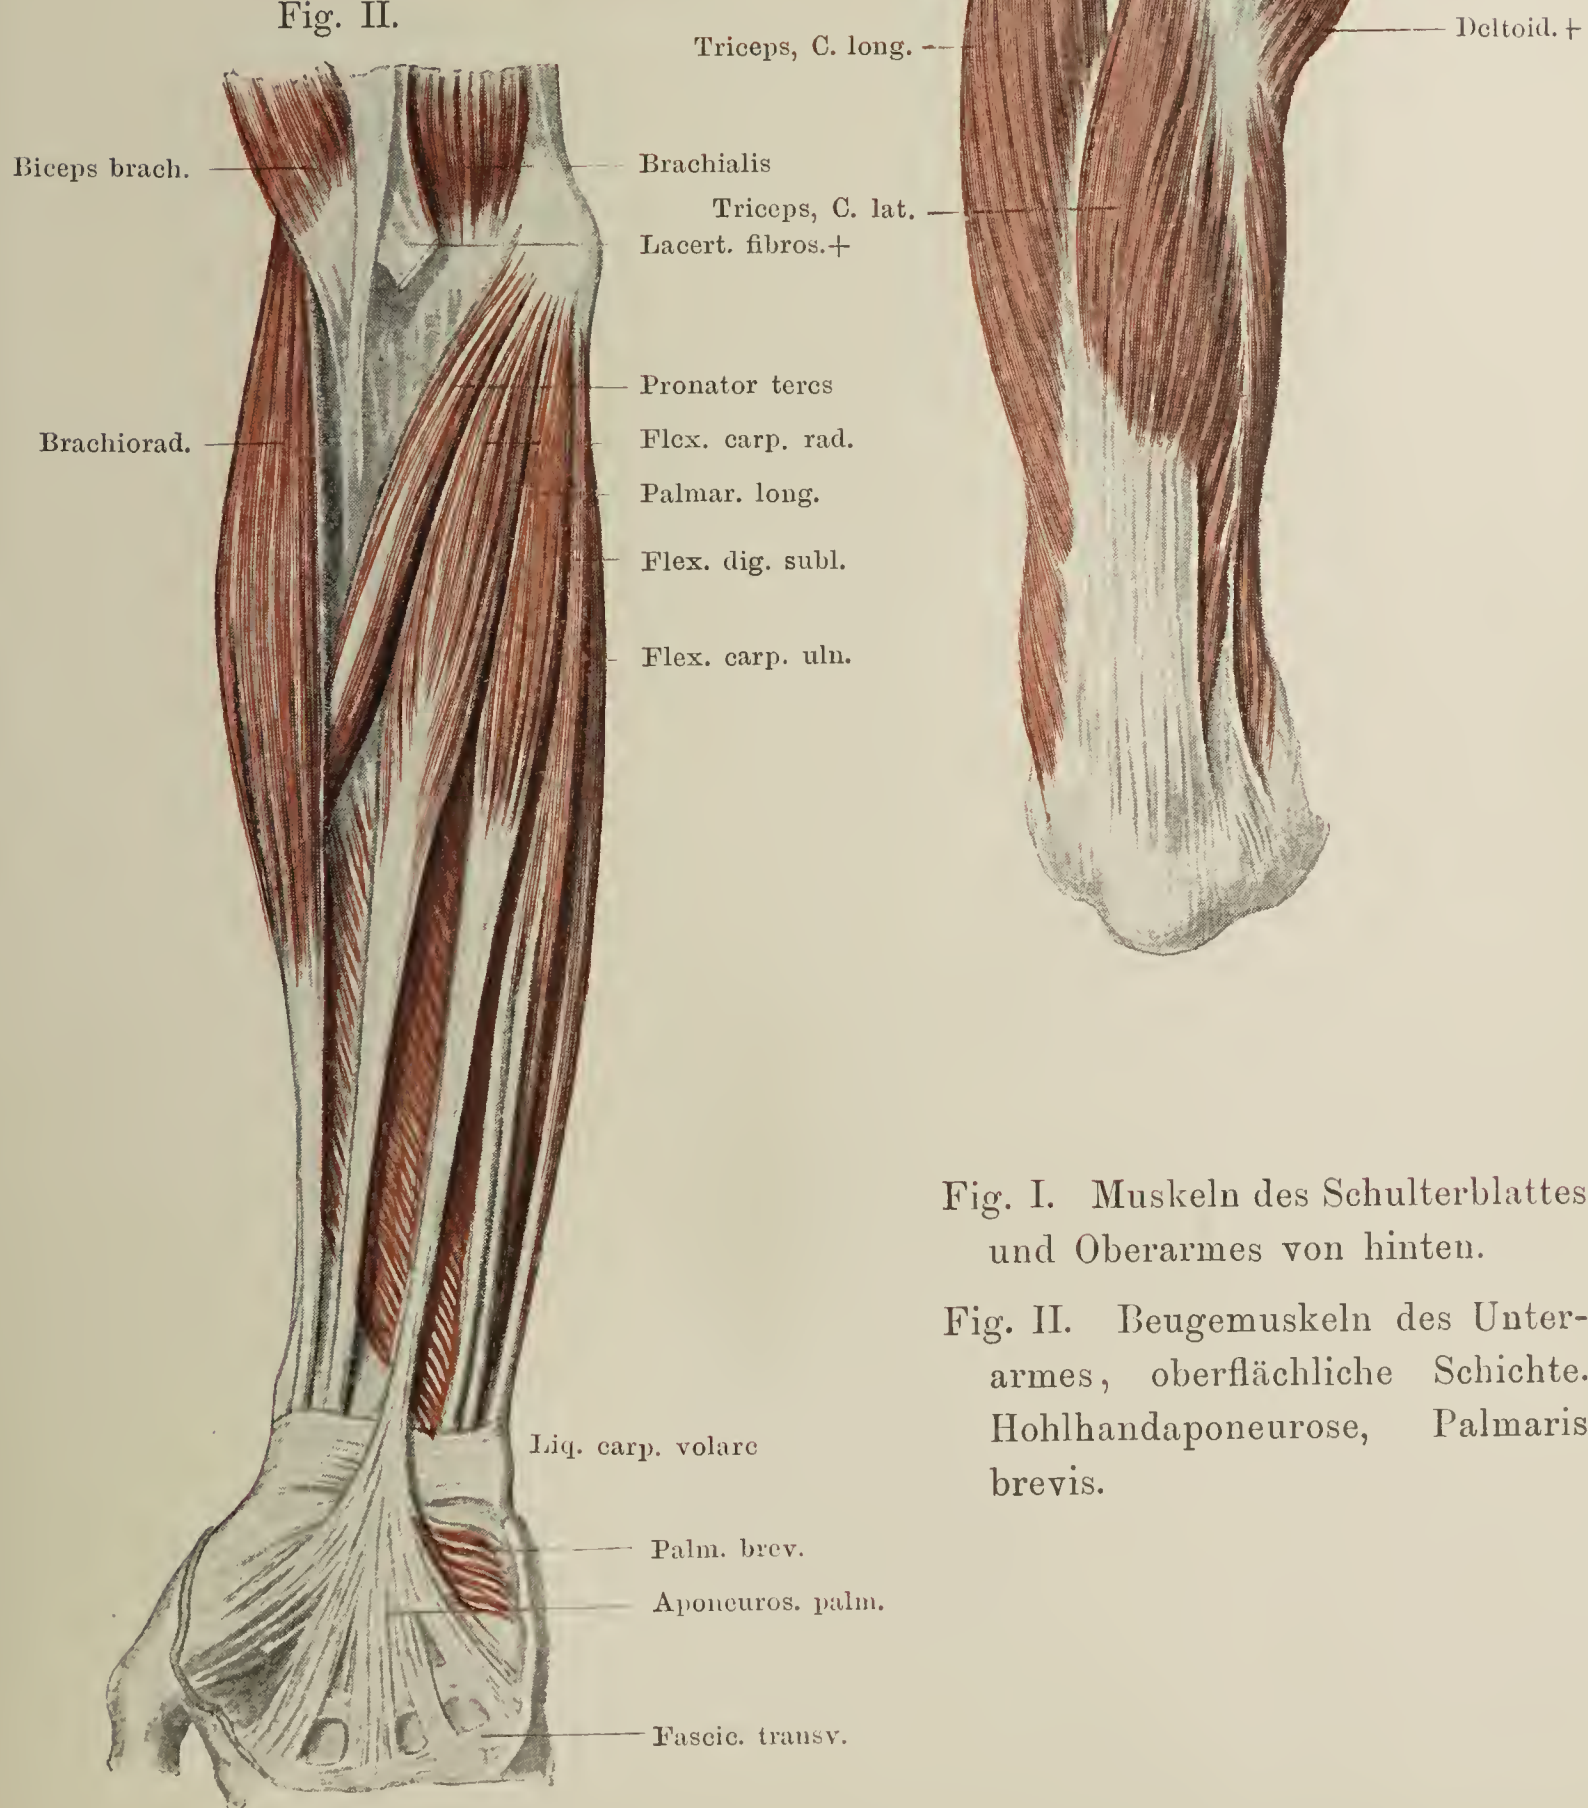 Fig. II.
Triceps, C. long.
Deltoid. +
Biceps brach.
Brachialis
Triceps, C. lat.
Lacert. fibros.+
Pronator teres
Brachiorad.
Flex. carp. rad.
Palmar. long.
Flex. dig. subl.
Flex. carp. uln.
Fig. I. Muskeln des Schulterblattes
und Oberarmes von hinten.
Fig. II. Beugemuskeln des Unter-
armes, oberflächliche Schichte.
Hohlhandaponeurose, Palmaris
brevis.
Liq. carp. volare
Palm. brev.
Aponeuros. palm.
Fascic. transv.